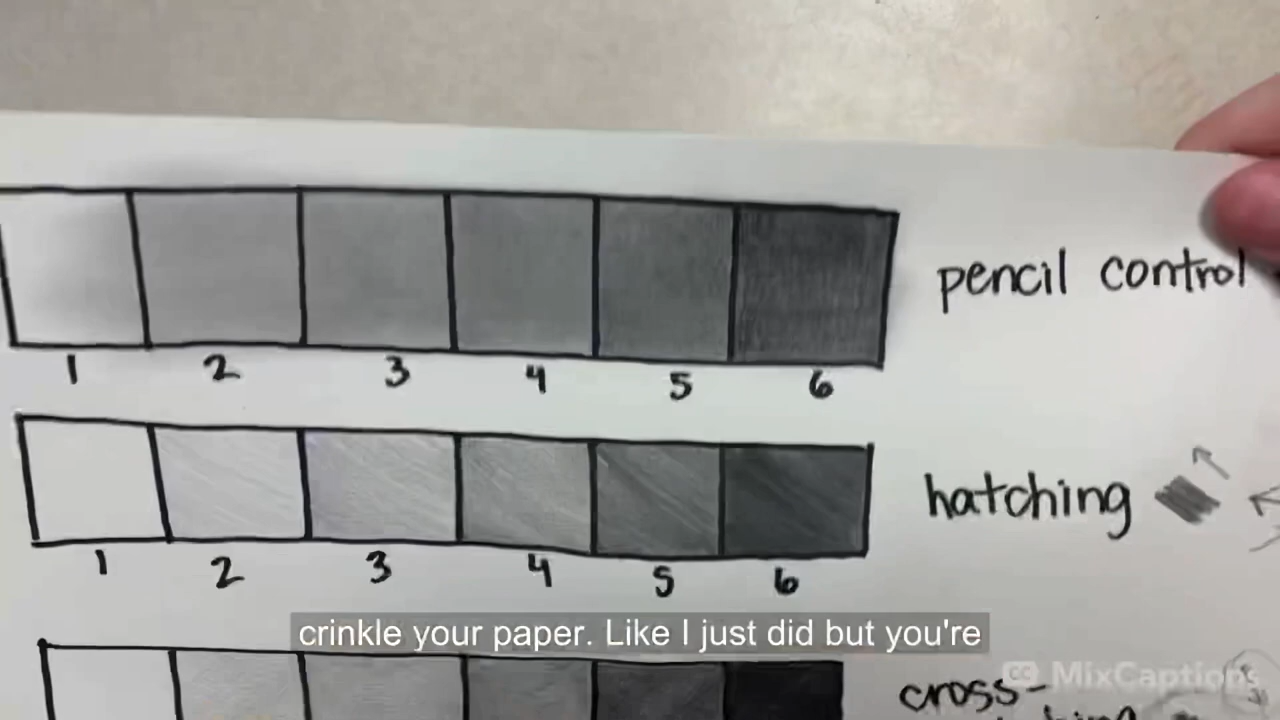 pencil control
1 2 3 4 5 6
hatching
1 2 3 4 5 6
crinkle your paper. Like I just did but you're
cc MixCaptions
cross-